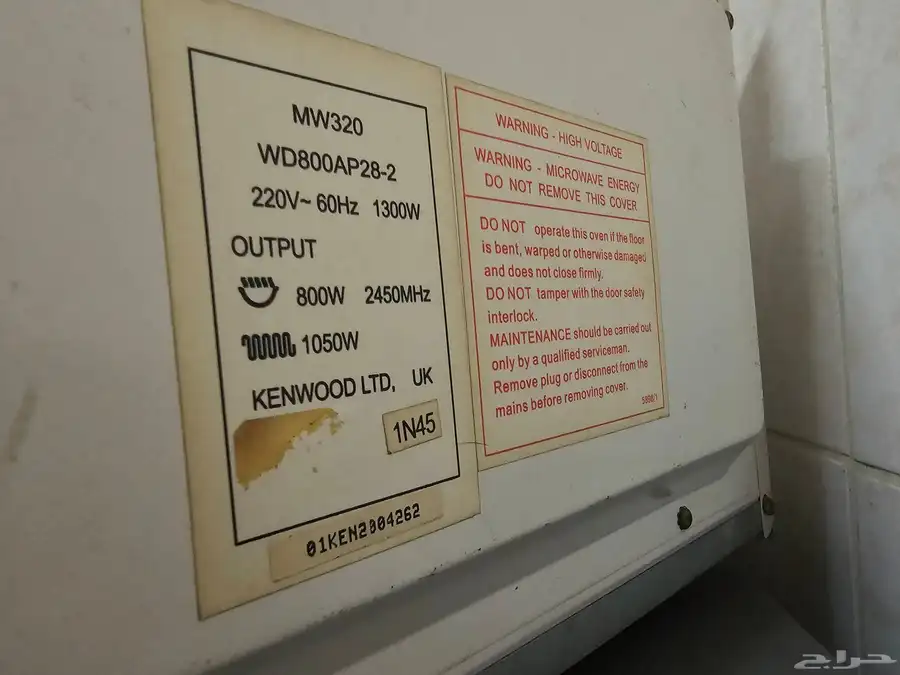 MW320
WD800AP28-2
220V~ 60Hz 1300W
OUTPUT
800W 2450MHz
1050W
KENWOOD LTD, UK
1N45
01KEN2004262
WARNING - HIGH VOLTAGE
WARNING - MICROWAVE ENERGY
DO NOT REMOVE THIS COVER
DO NOT operate this oven if the floor
is bent, warped or otherwise damaged
and does not close firmly.
DO NOT tamper with the door safety
interlock.
MAINTENANCE should be carried out
only by a qualified serviceman.
Remove plug or disconnect from the
mains before removing cover.
5898/1
حراج